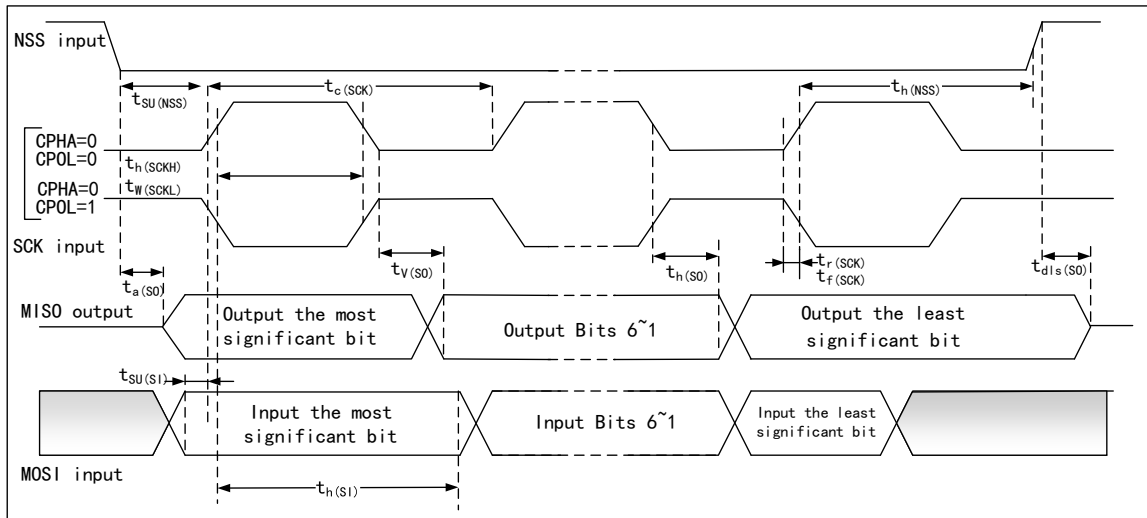 NSS input
tSU(NSS)
tc(SCK)
th(NSS)
CPHA=0
CPOL=0
th(SCKH)
CPHA=0
CPOL=1
tW(SCKL)
SCK input
ta(SO)
tV(SO)
th(SO)
tr(SCK)
tf(SCK)
tdls(SO)
MISO output
Output the most
significant bit
Output Bits 6~1
Output the least
significant bit
tSU(SI)
Input the most
significant bit
Input Bits 6~1
Input the least
significant bit
MOSI input
th(SI)